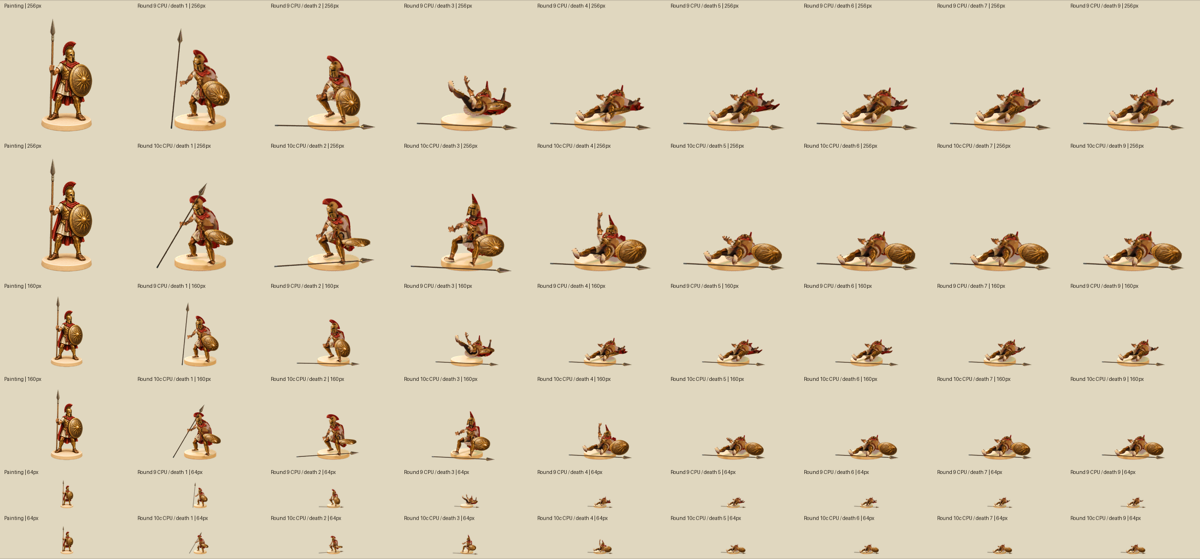 Painting | 256px Round 9 CPU / death 1 | 256px Round 9 CPU / death 2 | 256px Round 9 CPU / death 3 | 256px Round 9 CPU / death 4 | 256px Round 9 CPU / death 5 | 256px Round 9 CPU / death 6 | 256px Round 9 CPU / death 7 | 256px Round 9 CPU / death 9 | 256px
Painting | 256px Round 10c CPU / death 1 | 256px Round 10c CPU / death 2 | 256px Round 10c CPU / death 3 | 256px Round 10c CPU / death 4 | 256px Round 10c CPU / death 5 | 256px Round 10c CPU / death 6 | 256px Round 10c CPU / death 7 | 256px Round 10c CPU / death 9 | 256px
Painting | 160px Round 9 CPU / death 1 | 160px Round 9 CPU / death 2 | 160px Round 9 CPU / death 3 | 160px Round 9 CPU / death 4 | 160px Round 9 CPU / death 5 | 160px Round 9 CPU / death 6 | 160px Round 9 CPU / death 7 | 160px Round 9 CPU / death 9 | 160px
Painting | 160px Round 10c CPU / death 1 | 160px Round 10c CPU / death 2 | 160px Round 10c CPU / death 3 | 160px Round 10c CPU / death 4 | 160px Round 10c CPU / death 5 | 160px Round 10c CPU / death 6 | 160px Round 10c CPU / death 7 | 160px Round 10c CPU / death 9 | 160px
Painting | 64px Round 9 CPU / death 1 | 64px Round 9 CPU / death 2 | 64px Round 9 CPU / death 3 | 64px Round 9 CPU / death 4 | 64px Round 9 CPU / death 5 | 64px Round 9 CPU / death 6 | 64px Round 9 CPU / death 7 | 64px Round 9 CPU / death 9 | 64px
Painting | 64px Round 10c CPU / death 1 | 64px Round 10c CPU / death 2 | 64px Round 10c CPU / death 3 | 64px Round 10c CPU / death 4 | 64px Round 10c CPU / death 5 | 64px Round 10c CPU / death 6 | 64px Round 10c CPU / death 7 | 64px Round 10c CPU / death 9 | 64px